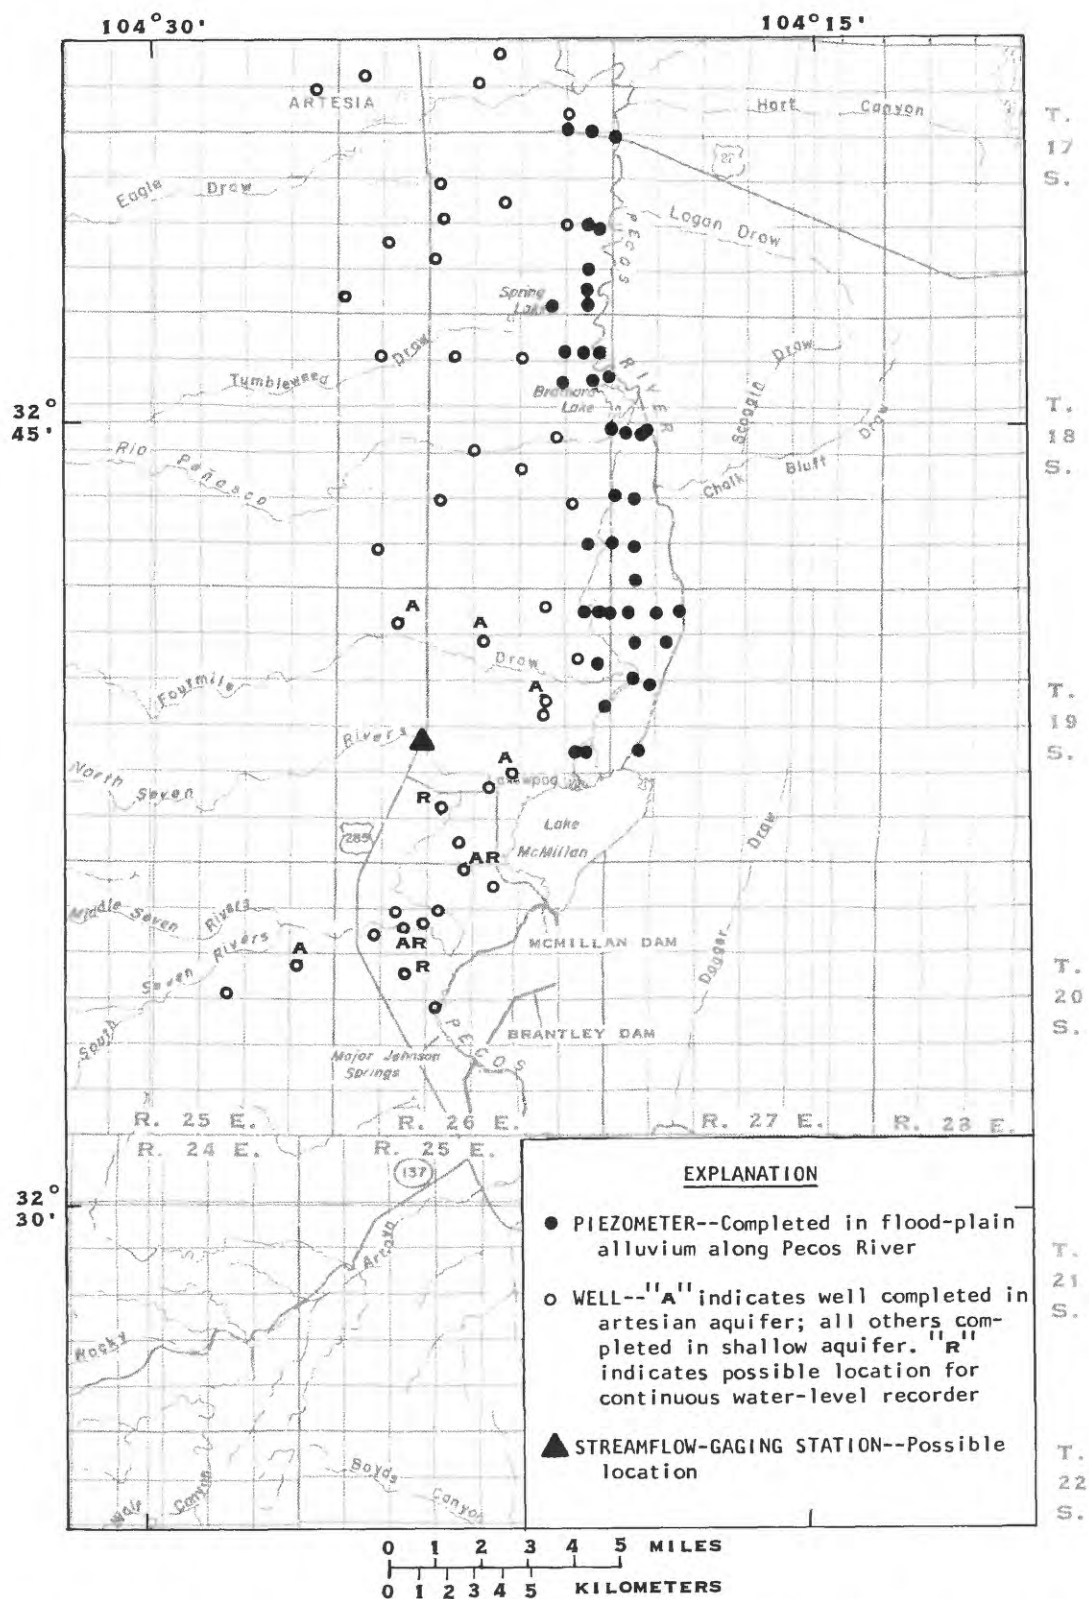 104°30'
104°15'
ARTESIA
Hart Canyon
T.
17
S.
Eagle Draw
Logan Draw
PECOS
Spring
Lake
Draw
Tumbleweed
RIVER
Lake
Scoggin Draw
32°
45'
T.
18
S.
Rio Peñasco
Chalk Bluff Draw
A
A
Draw
Fourmile
A
T.
19
S.
Rivers
North Seven
A
R
Lake
McMillan
285
AR
Middle Seven Rivers
AR
MCMILLAN DAM
Rivers
A
R
South Seven
Dagger Draw
T.
20
S.
BRANTLEY DAM
PECOS
Major Johnson
Springs
R. 25 E.
R. 26 E.
R. 27 E.
R. 28 E.
R. 24 E.
R. 25 E.
137
32°
30'
EXPLANATION
PIEZOMETER--Completed in flood-plain
alluvium along Pecos River
WELL--"A" indicates well completed in
artesian aquifer; all others com-
pleted in shallow aquifer. "R"
indicates possible location for
continuous water-level recorder
STREAMFLOW-GAGING STATION--Possible
location
Rocky Arroyo
T.
21
S.
T.
22
S.
Boyds Canyon
Canyon
0 1 2 3 4 5 MILES
0 1 2 3 4 5 KILOMETERS